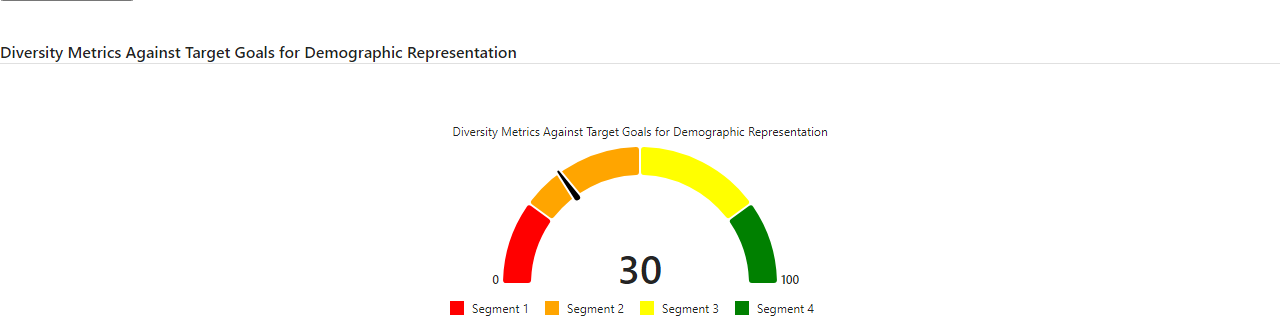 Diversity Metrics Against Target Goals for Demographic Representation
Diversity Metrics Against Target Goals for Demographic Representation
30
0
100
Segment 1
Segment 2
Segment 3
Segment 4